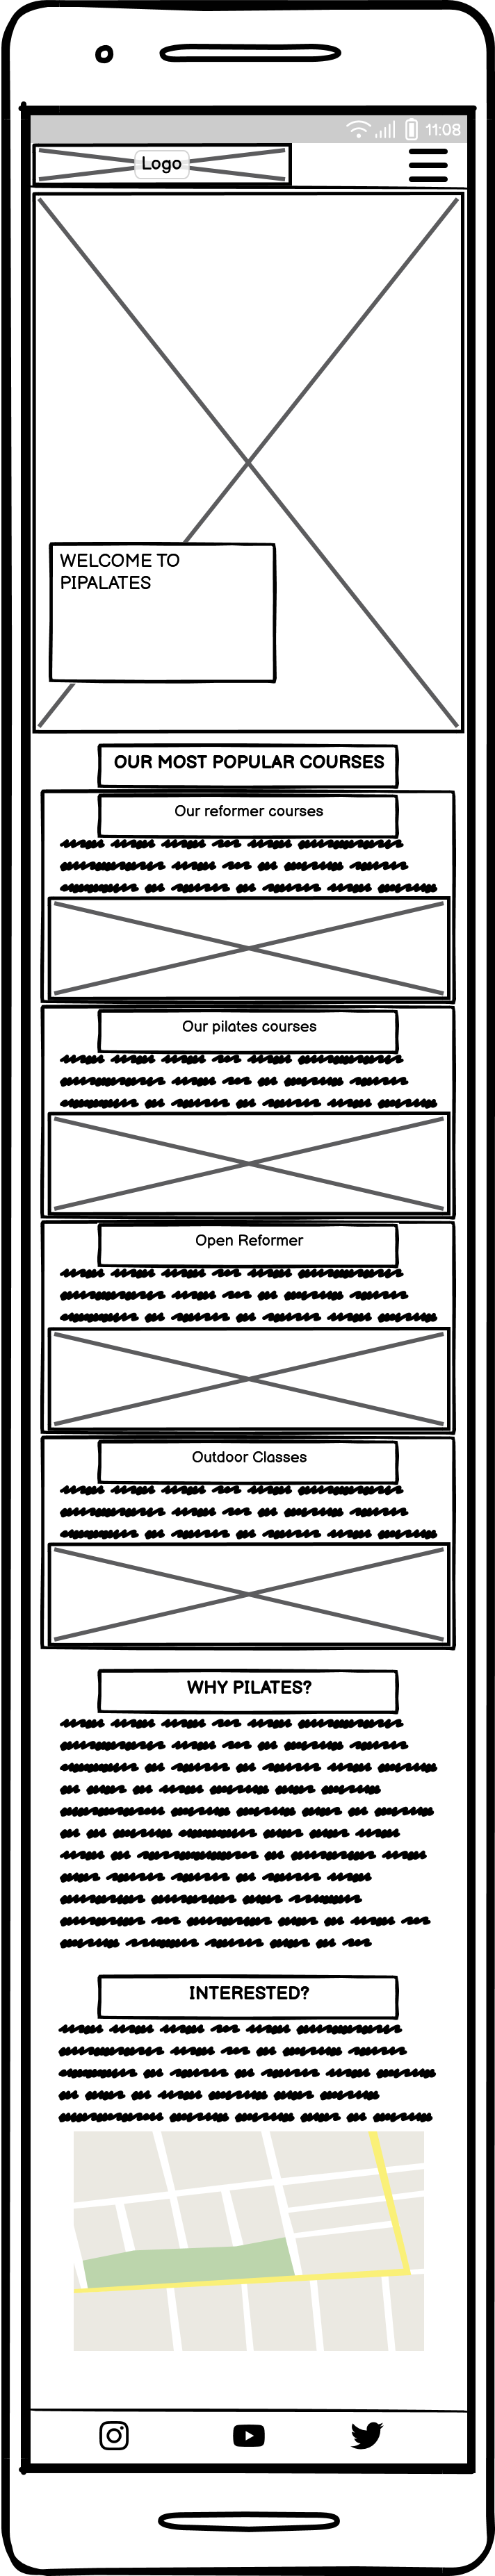 11:08
Logo
WELCOME TO
PIPALATES
OUR MOST POPULAR COURSES
Our reformer courses
Our pilates courses
Open Reformer
Outdoor Classes
WHY PILATES?
INTERESTED?